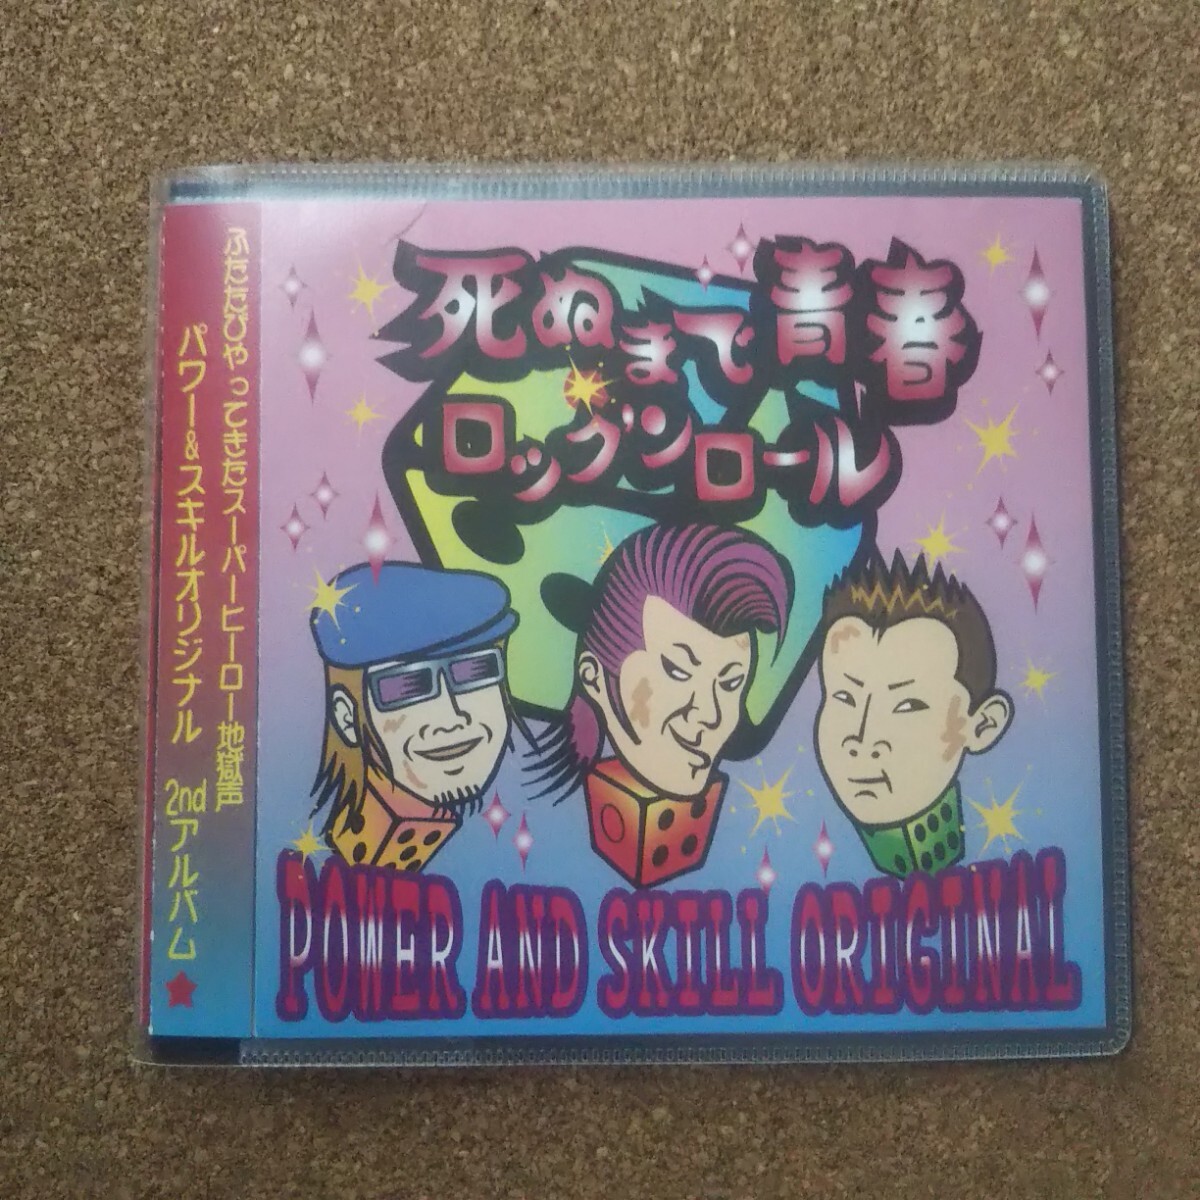 死ぬまで青春
ロックンロール
POWER AND SKILL ORIGINAL
ふたたびやってきたスーパーヒーロー地獄声
パワー&スキルオリジナル 2ndアルバム★